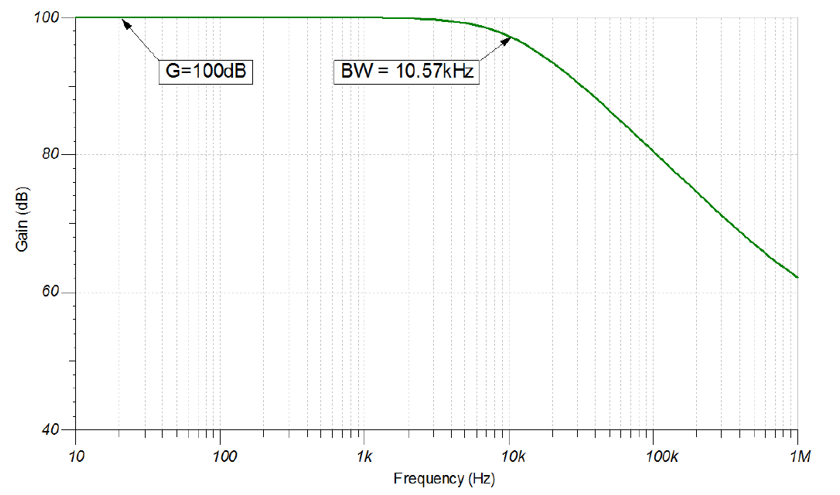 100
G=100dB
BW = 10.57kHz
80
Gain (dB)
60
40
10
100
1k
10k
100k
1M
Frequency (Hz)